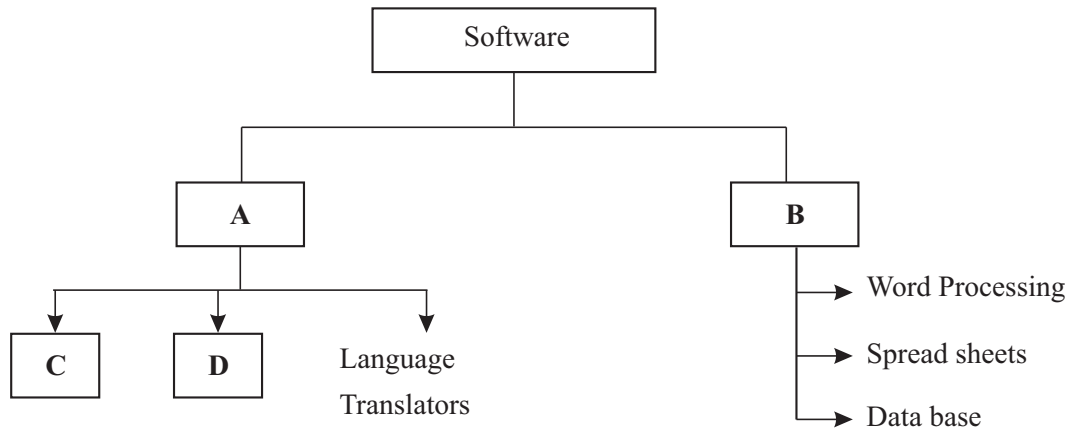 Software
A
B
C
D
Language
Translators
Word Processing
Spread sheets
Data base